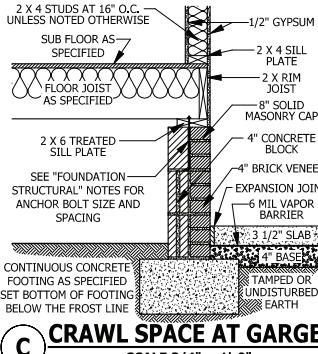 2 X 4 STUDS AT 16" O.C.
UNLESS NOTED OTHERWISE
SUB FLOOR AS
SPECIFIED
FLOOR JOIST
AS SPECIFIED
2 X 6 TREATED
SILL PLATE
SEE "FOUNDATION
STRUCTURAL" NOTES FOR
ANCHOR BOLT SIZE AND
SPACING
CONTINUOUS CONCRETE
FOOTING AS SPECIFIED
SET BOTTOM OF FOOTING
BELOW THE FROST LINE
1/2" GYPSUM
2 X 4 SILL
PLATE
2 X RIM
JOIST
8" SOLID
MASONRY CAP
4" CONCRETE
BLOCK
4" BRICK VENEE
EXPANSION JOIN
6 MIL VAPOR
BARRIER
3 1/2" SLAB
4" BASE
TAMPED OR
UNDISTURBED
EARTH
C
CRAWL SPACE AT GARGE